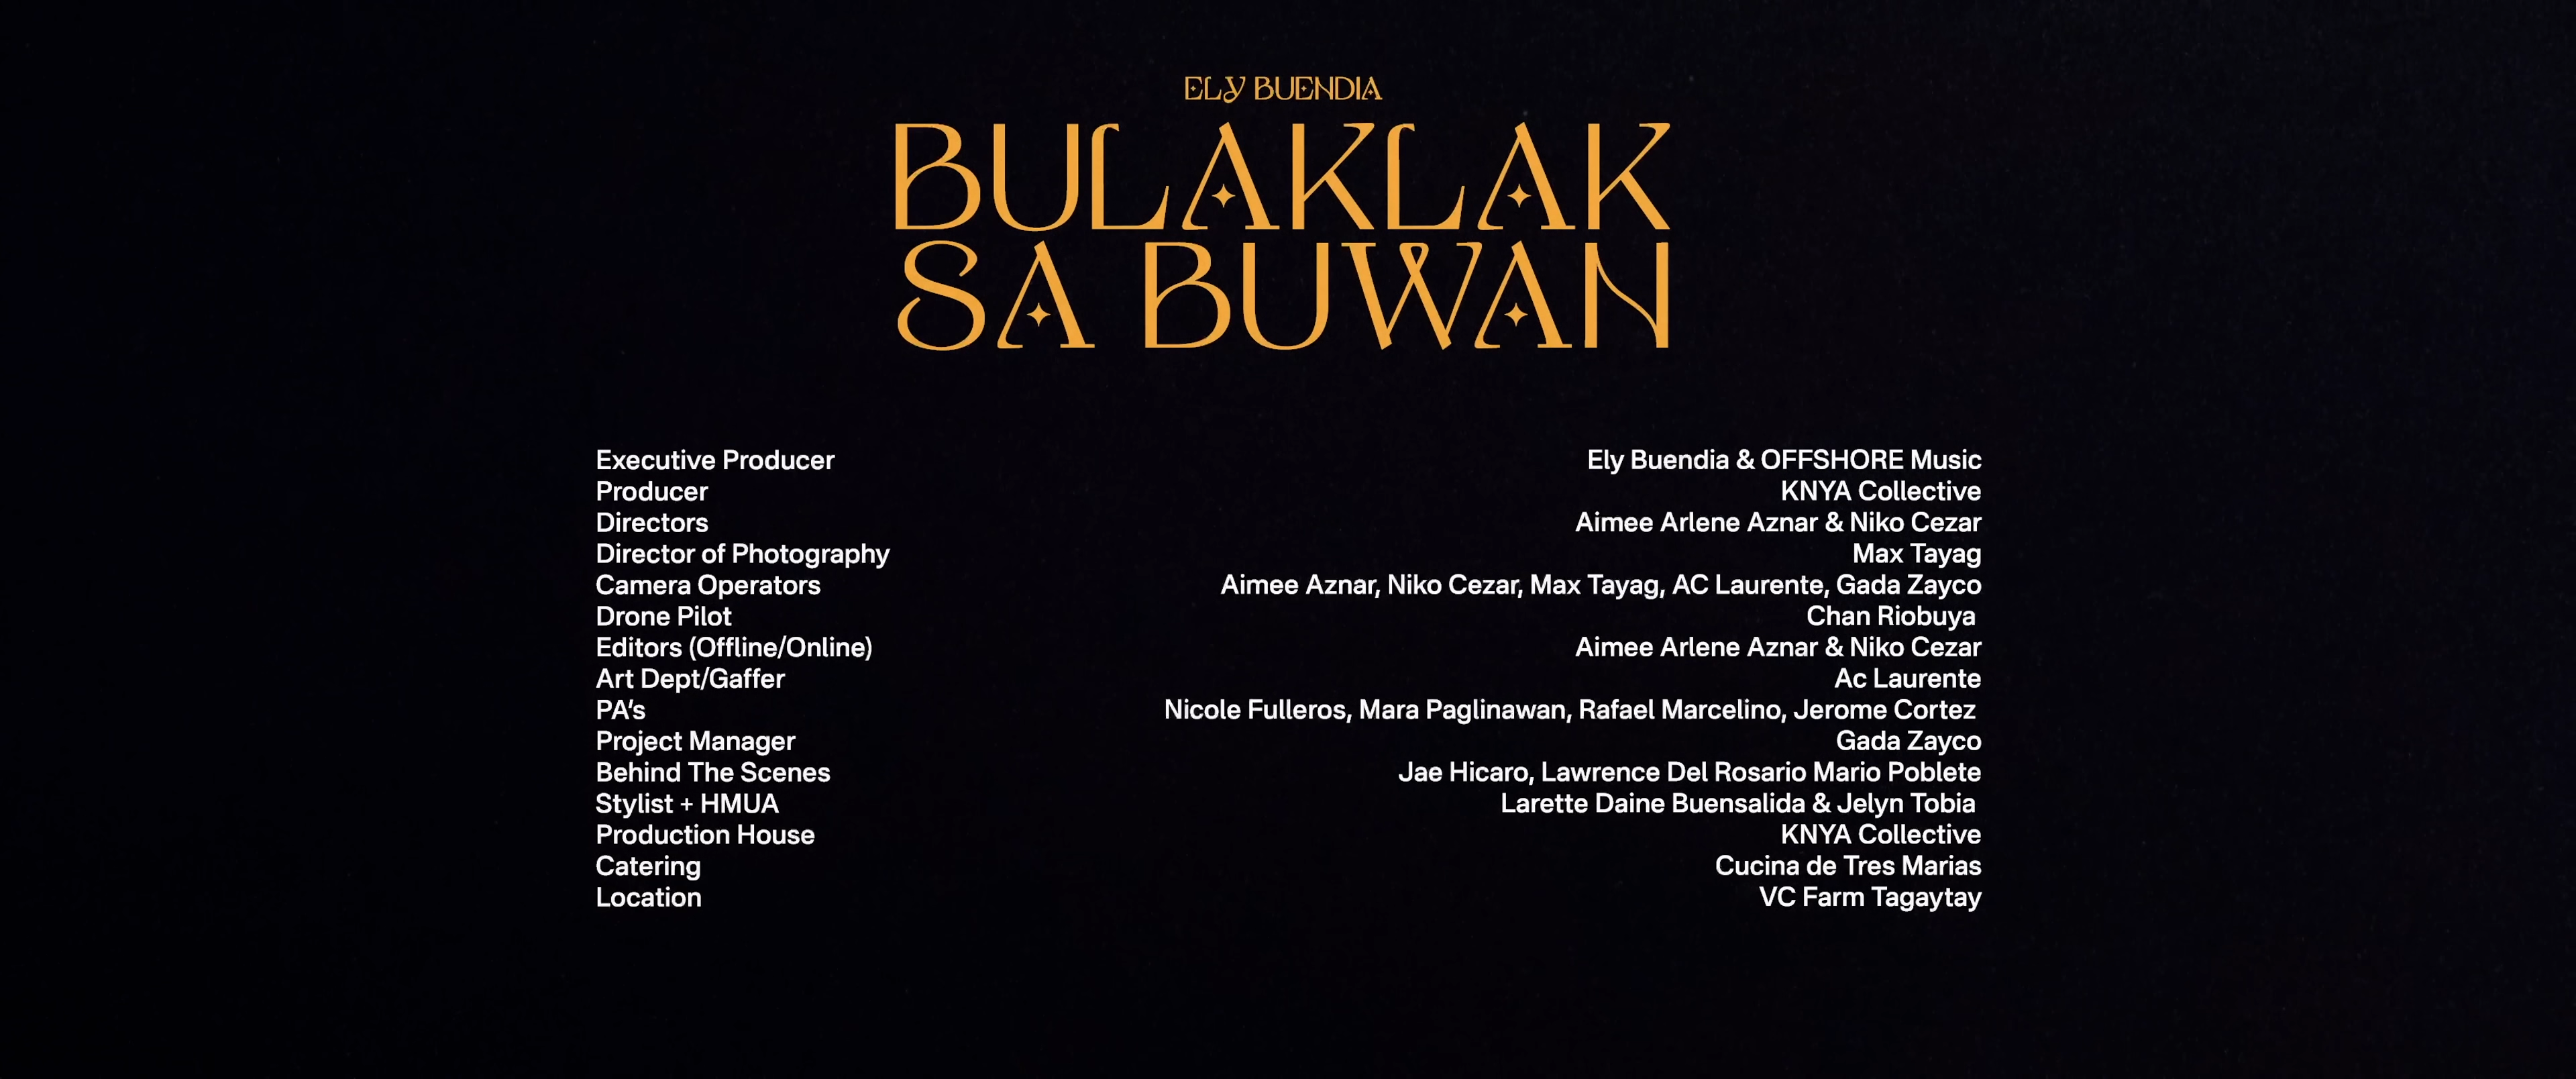 ELY BUENDIA
BULAKLAK
SA BUWAN
Executive Producer Ely Buendia & OFFSHORE Music
Producer KNYA Collective
Directors Aimee Arlene Aznar & Niko Cezar
Director of Photography Max Tayag
Camera Operators Aimee Aznar, Niko Cezar, Max Tayag, AC Laurente, Gada Zayco
Drone Pilot Chan Riobuya
Editors (Offline/Online) Aimee Arlene Aznar & Niko Cezar
Art Dept/Gaffer Ac Laurente
PA's Nicole Fulleros, Mara Paglinawan, Rafael Marcelino, Jerome Cortez
Project Manager Gada Zayco
Behind The Scenes Jae Hicaro, Lawrence Del Rosario Mario Poblete
Stylist + HMUA Larette Daine Buensalida & Jelyn Tobia
Production House KNYA Collective
Catering Cucina de Tres Marias
Location VC Farm Tagaytay